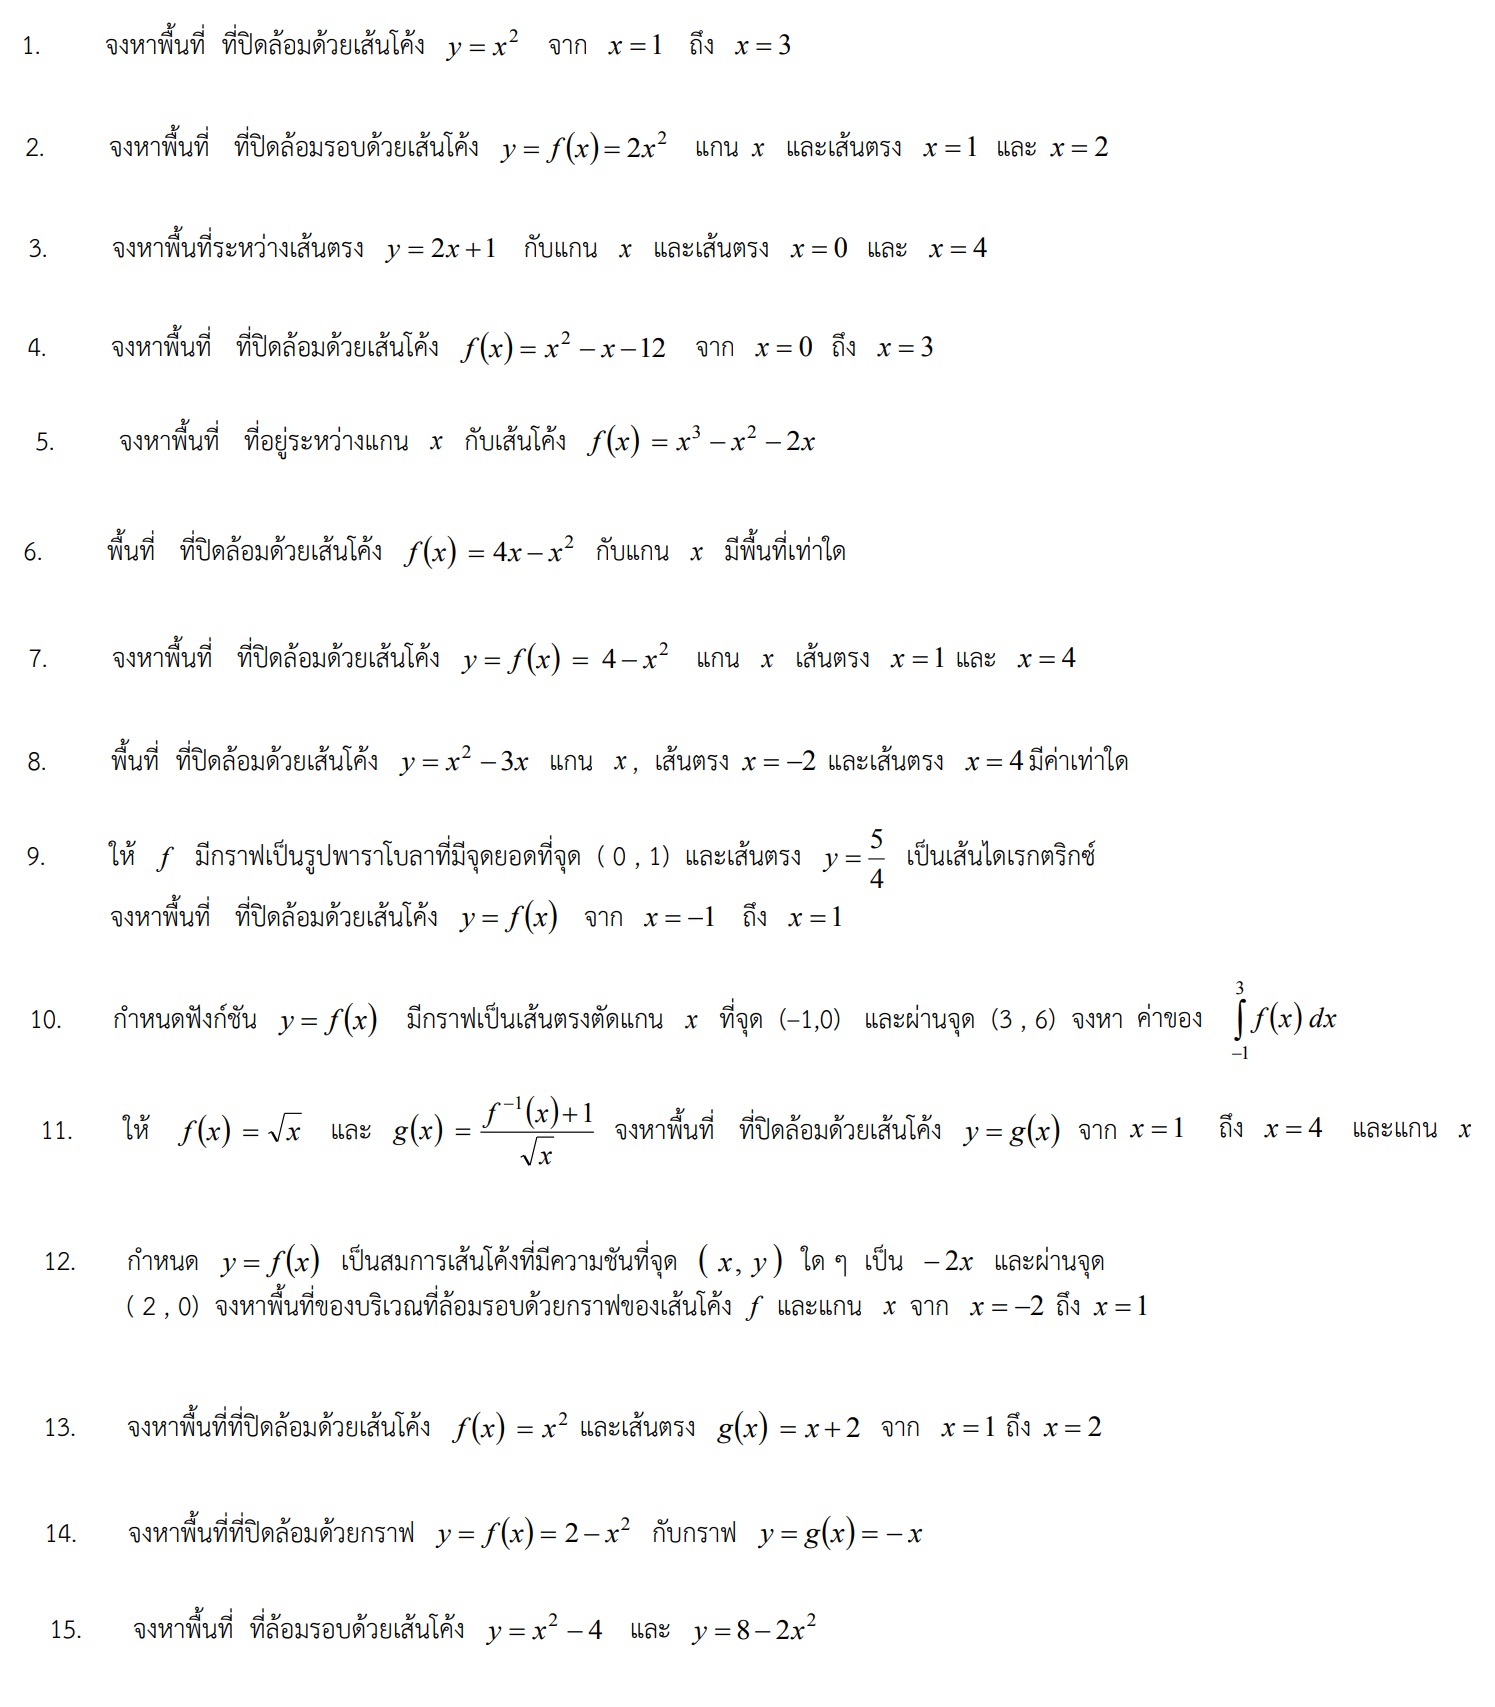 1. จงหาพื้นที่ ที่ปิดล้อมด้วยเส้นโค้ง y = x² จาก x = 1 ถึง x = 3
2. จงหาพื้นที่ ที่ปิดล้อมรอบด้วยเส้นโค้ง y = f(x) = 2x² แกน x และเส้นตรง x = 1 และ x = 2
3. จงหาพื้นที่ระหว่างเส้นตรง y = 2x + 1 กับแกน x และเส้นตรง x = 0 และ x = 4
4. จงหาพื้นที่ ที่ปิดล้อมด้วยเส้นโค้ง f(x) = x² − x − 12 จาก x = 0 ถึง x = 3
5. จงหาพื้นที่ ที่อยู่ระหว่างแกน x กับเส้นโค้ง f(x) = x³ − x² − 2x
6. พื้นที่ ที่ปิดล้อมด้วยเส้นโค้ง f(x) = 4x − x² กับแกน x มีพื้นที่เท่าใด
7. จงหาพื้นที่ ที่ปิดล้อมด้วยเส้นโค้ง y = f(x) = 4 − x² แกน x เส้นตรง x = 1 และ x = 4
8. พื้นที่ ที่ปิดล้อมด้วยเส้นโค้ง y = x² − 3x แกน x , เส้นตรง x = −2 และเส้นตรง x = 4 มีค่าเท่าใด
9. ให้ f มีกราฟเป็นรูปพาราโบลาที่มีจุดยอดที่จุด ( 0 , 1) และเส้นตรง y = 5/4 เป็นเส้นไดเรกตริกซ์
จงหาพื้นที่ ที่ปิดล้อมด้วยเส้นโค้ง y = f(x) จาก x = −1 ถึง x = 1
10. กำหนดฟังก์ชัน y = f(x) มีกราฟเป็นเส้นตรงตัดแกน x ที่จุด (−1,0) และผ่านจุด (3 , 6) จงหา ค่าของ ∫₋₁³ f(x) dx
11. ให้ f(x) = √x และ g(x) = (f⁻¹(x)+1)/√x จงหาพื้นที่ ที่ปิดล้อมด้วยเส้นโค้ง y = g(x) จาก x = 1 ถึง x = 4 และแกน x
12. กำหนด y = f(x) เป็นสมการเส้นโค้งที่มีความชันที่จุด ( x, y ) ใด ๆ เป็น − 2x และผ่านจุด
( 2 , 0) จงหาพื้นที่ของบริเวณที่ล้อมรอบด้วยกราฟของเส้นโค้ง f และแกน x จาก x = −2 ถึง x = 1
13. จงหาพื้นที่ที่ปิดล้อมด้วยเส้นโค้ง f(x) = x² และเส้นตรง g(x) = x + 2 จาก x = 1 ถึง x = 2
14. จงหาพื้นที่ที่ปิดล้อมด้วยกราฟ y = f(x) = 2 − x² กับกราฟ y = g(x) = − x
15. จงหาพื้นที่ ที่ล้อมรอบด้วยเส้นโค้ง y = x² − 4 และ y = 8 − 2x²